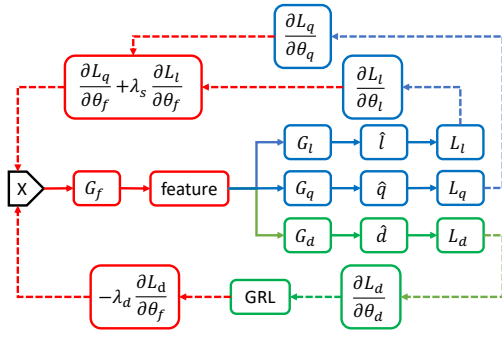 ∂L_q/∂θ_q
∂L_q/∂θ_f +λ_s ∂L_l/∂θ_f
∂L_l/∂θ_l
G_l
l̂
L_l
X
G_f
feature
G_q
q̂
L_q
G_d
d̂
L_d
−λ_d ∂L_d/∂θ_f
GRL
∂L_d/∂θ_d